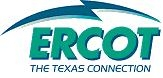 ERCOT
THE TEXAS CONNECTION